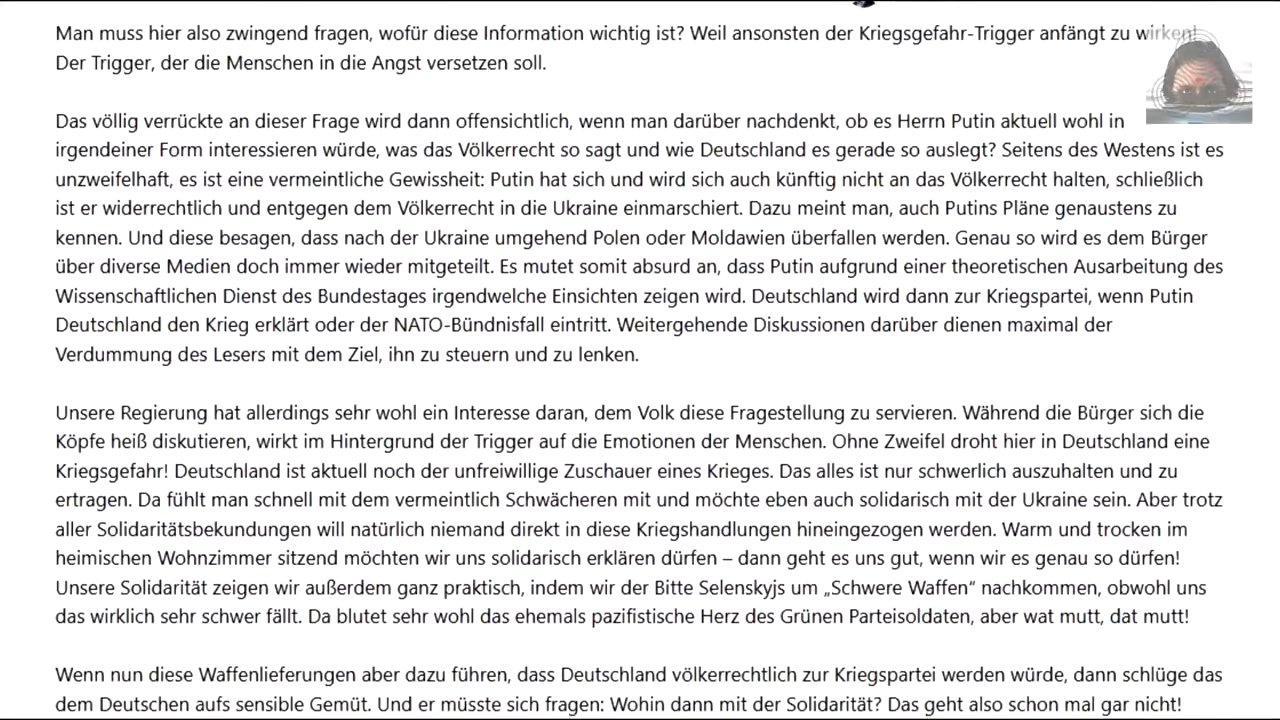 Man muss hier also zwingend fragen, wofür diese Information wichtig ist? Weil ansonsten der Kriegsgefahr-Trigger anfängt zu wirken!
Der Trigger, der die Menschen in die Angst versetzen soll.
Das völlig verrückte an dieser Frage wird dann offensichtlich, wenn man darüber nachdenkt, ob es Herrn Putin aktuell wohl in
irgendeiner Form interessieren würde, was das Völkerrecht so sagt und wie Deutschland es gerade so auslegt? Seitens des Westens ist es
unzweifelhaft, es ist eine vermeintliche Gewissheit: Putin hat sich und wird sich auch künftig nicht an das Völkerrecht halten, schließlich
ist er widerrechtlich und entgegen dem Völkerrecht in die Ukraine einmarschiert. Dazu meint man, auch Putins Pläne genaustens zu
kennen. Und diese besagen, dass nach der Ukraine umgehend Polen oder Moldawien überfallen werden. Genau so wird es dem Bürger
über diverse Medien doch immer wieder mitgeteilt. Es mutet somit absurd an, dass Putin aufgrund einer theoretischen Ausarbeitung des
Wissenschaftlichen Dienst des Bundestages irgendwelche Einsichten zeigen wird. Deutschland wird dann zur Kriegspartei, wenn Putin
Deutschland den Krieg erklärt oder der NATO-Bündnisfall eintritt. Weitergehende Diskussionen darüber dienen maximal der
Verdummung des Lesers mit dem Ziel, ihn zu steuern und zu lenken.
Unsere Regierung hat allerdings sehr wohl ein Interesse daran, dem Volk diese Fragestellung zu servieren. Während die Bürger sich die
Köpfe heiß diskutieren, wirkt im Hintergrund der Trigger auf die Emotionen der Menschen. Ohne Zweifel droht hier in Deutschland eine
Kriegsgefahr! Deutschland ist aktuell noch der unfreiwillige Zuschauer eines Krieges. Das alles ist nur schwerlich auszuhalten und zu
ertragen. Da fühlt man schnell mit dem vermeintlich Schwächeren mit und möchte eben auch solidarisch mit der Ukraine sein. Aber trotz
aller Solidaritätsbekundungen will natürlich niemand direkt in diese Kriegshandlungen hineingezogen werden. Warm und trocken im
heimischen Wohnzimmer sitzend möchten wir uns solidarisch erklären dürfen – dann geht es uns gut, wenn wir es genau so dürfen!
Unsere Solidarität zeigen wir außerdem ganz praktisch, indem wir der Bitte Selenskyjs um „Schwere Waffen“ nachkommen, obwohl uns
das wirklich sehr schwer fällt. Da blutet sehr wohl das ehemals pazifistische Herz des Grünen Parteisoldaten, aber wat mutt, dat mutt!
Wenn nun diese Waffenlieferungen aber dazu führen, dass Deutschland völkerrechtlich zur Kriegspartei werden würde, dann schlüge das
dem Deutschen aufs sensible Gemüt. Und er müsste sich fragen: Wohin dann mit der Solidarität? Das geht also schon mal gar nicht!